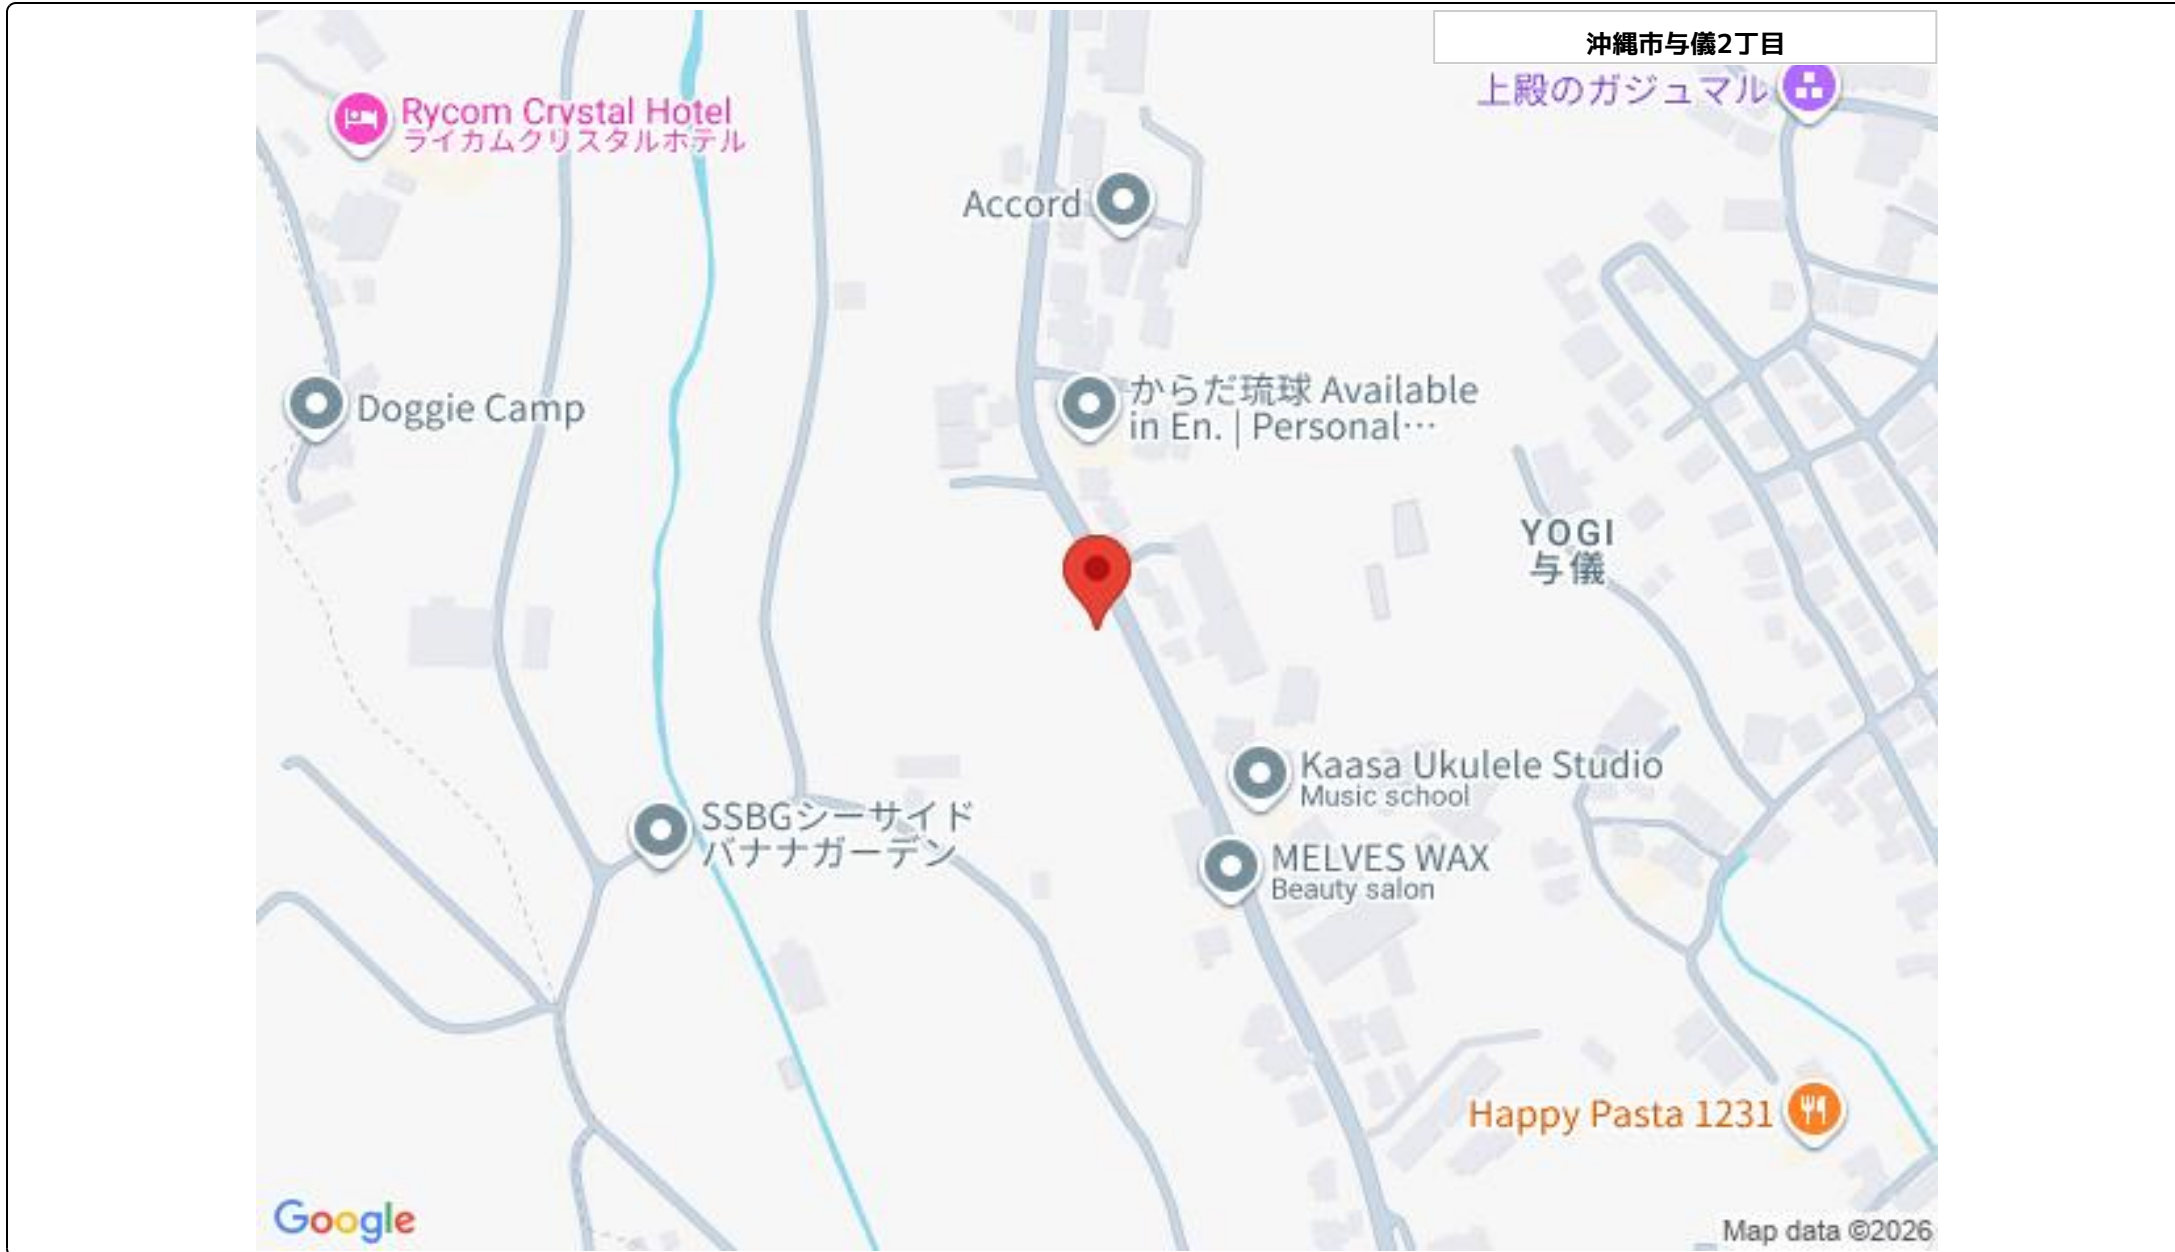 沖縄市与儀2丁目
上殿のガジュマル
Rycom Crystal Hotel
ライカムクリスタルホテル
Accord
からだ琉球 Available
in En. | Personal…
Doggie Camp
YOGI
与儀
Kaasa Ukulele Studio
Music school
SSBGシーサイド
バナナガーデン
MELVES WAX
Beauty salon
Happy Pasta 1231
Google
Map data ©2026